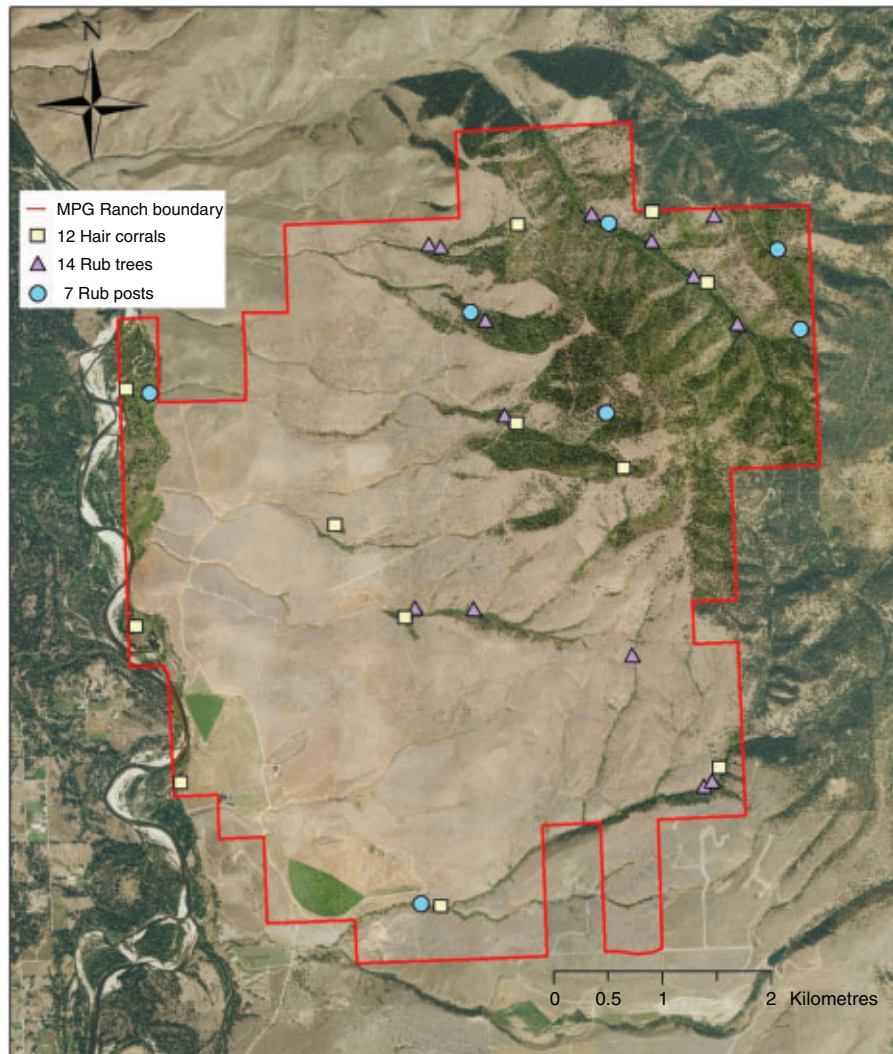 N
MPG Ranch boundary
12 Hair corrals
14 Rub trees
7 Rub posts
0 0.5 1 2 Kilometres